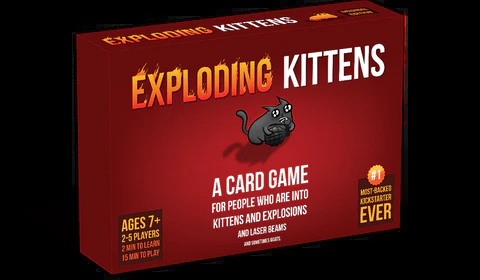 EXPLODING KITTENS
ORIGINAL
EDITION
EXPLODING KITTENS
A CARD GAME
FOR PEOPLE WHO ARE INTO
KITTENS AND EXPLOSIONS
AND LASER BEAMS
AND SOMETIMES GOATS.
AGES 7+
2-5 PLAYERS
2 MIN TO LEARN
15 MIN TO PLAY
#1
MOST-BACKED
KICKSTARTER
EVER